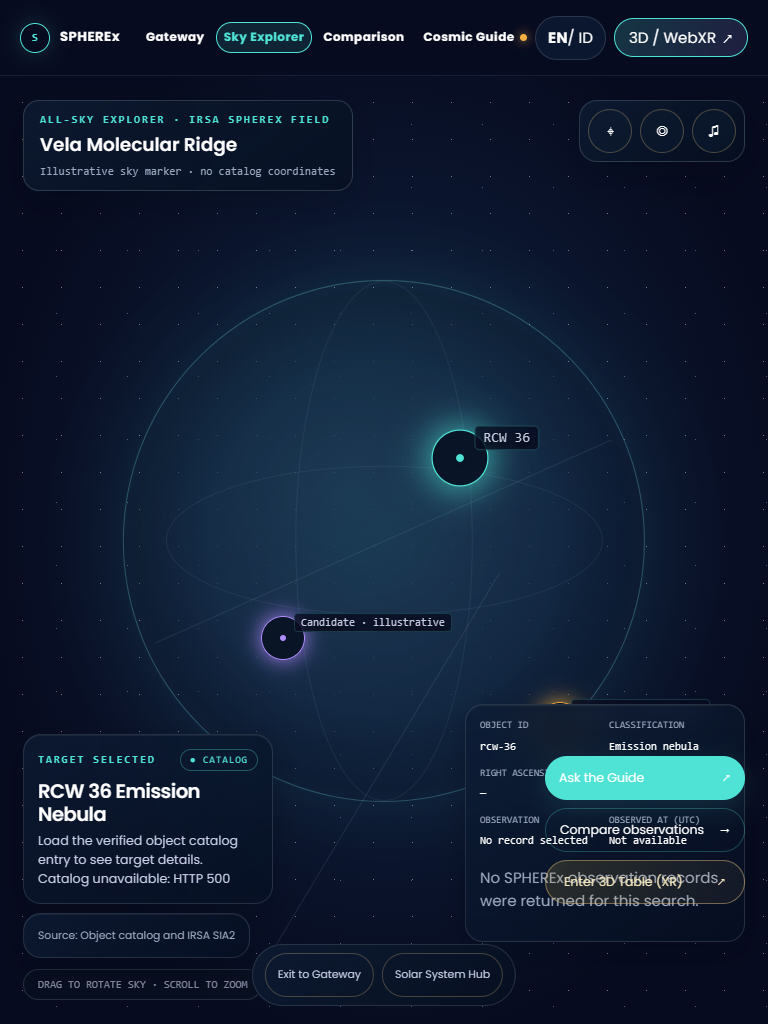 S SPHEREx Gateway Sky Explorer Comparison Cosmic Guide EN/ ID 3D / WebXR ↗
ALL-SKY EXPLORER · IRSA SPHEREX FIELD
Vela Molecular Ridge
Illustrative sky marker · no catalog coordinates
RCW 36
Candidate · illustrative
TARGET SELECTED
CATALOG
RCW 36 Emission
Nebula
Load the verified object catalog
entry to see target details.
Catalog unavailable: HTTP 500
Source: Object catalog and IRSA SIA2
DRAG TO ROTATE SKY · SCROLL TO ZOOM
Exit to Gateway
Solar System Hub
OBJECT ID
rcw-36
CLASSIFICATION
Emission nebula
RIGHT
—
Ask the Guide ↗
OBSERVATION
No record selected
OBSERVED AT (UTC)
Not available
Compare observations →
No SPHEREx observation records
were returned for this search.
Enter 3D Table (XR) ↗